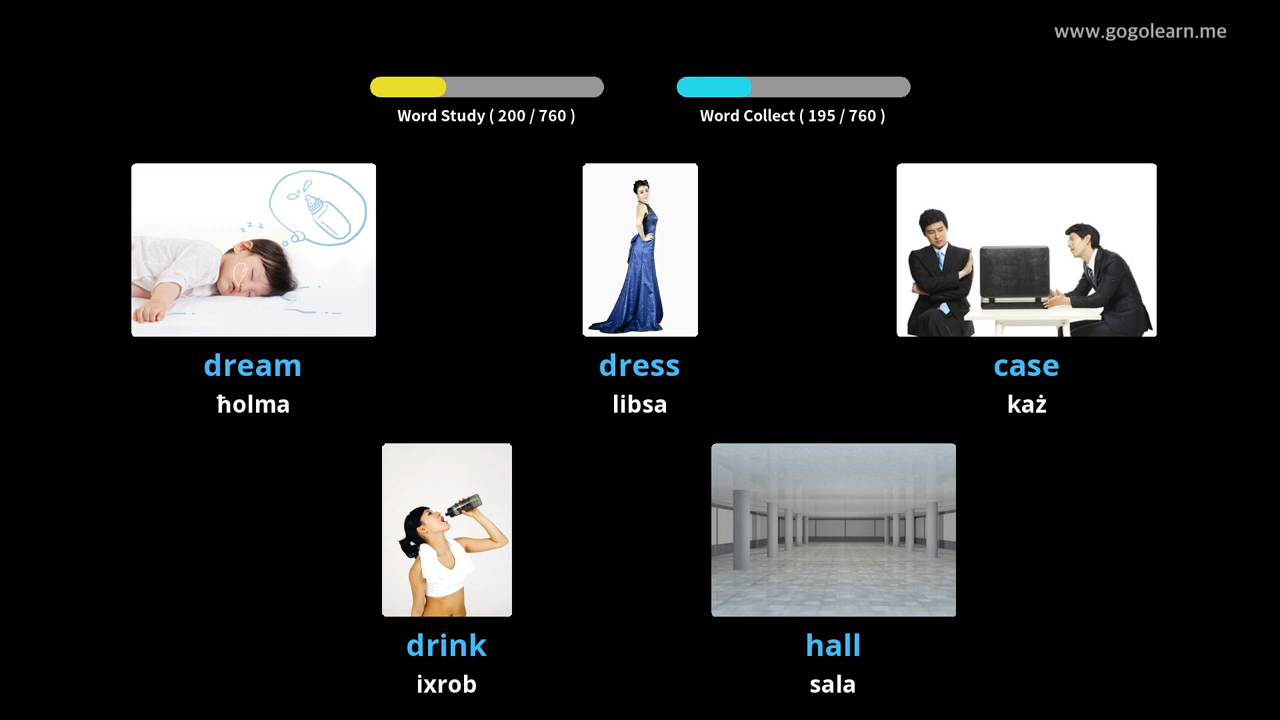 www.gogolearn.me
Word Study ( 200 / 760 )
Word Collect ( 195 / 760 )
dream
ħolma
dress
libsa
case
każ
drink
ixrob
hall
sala